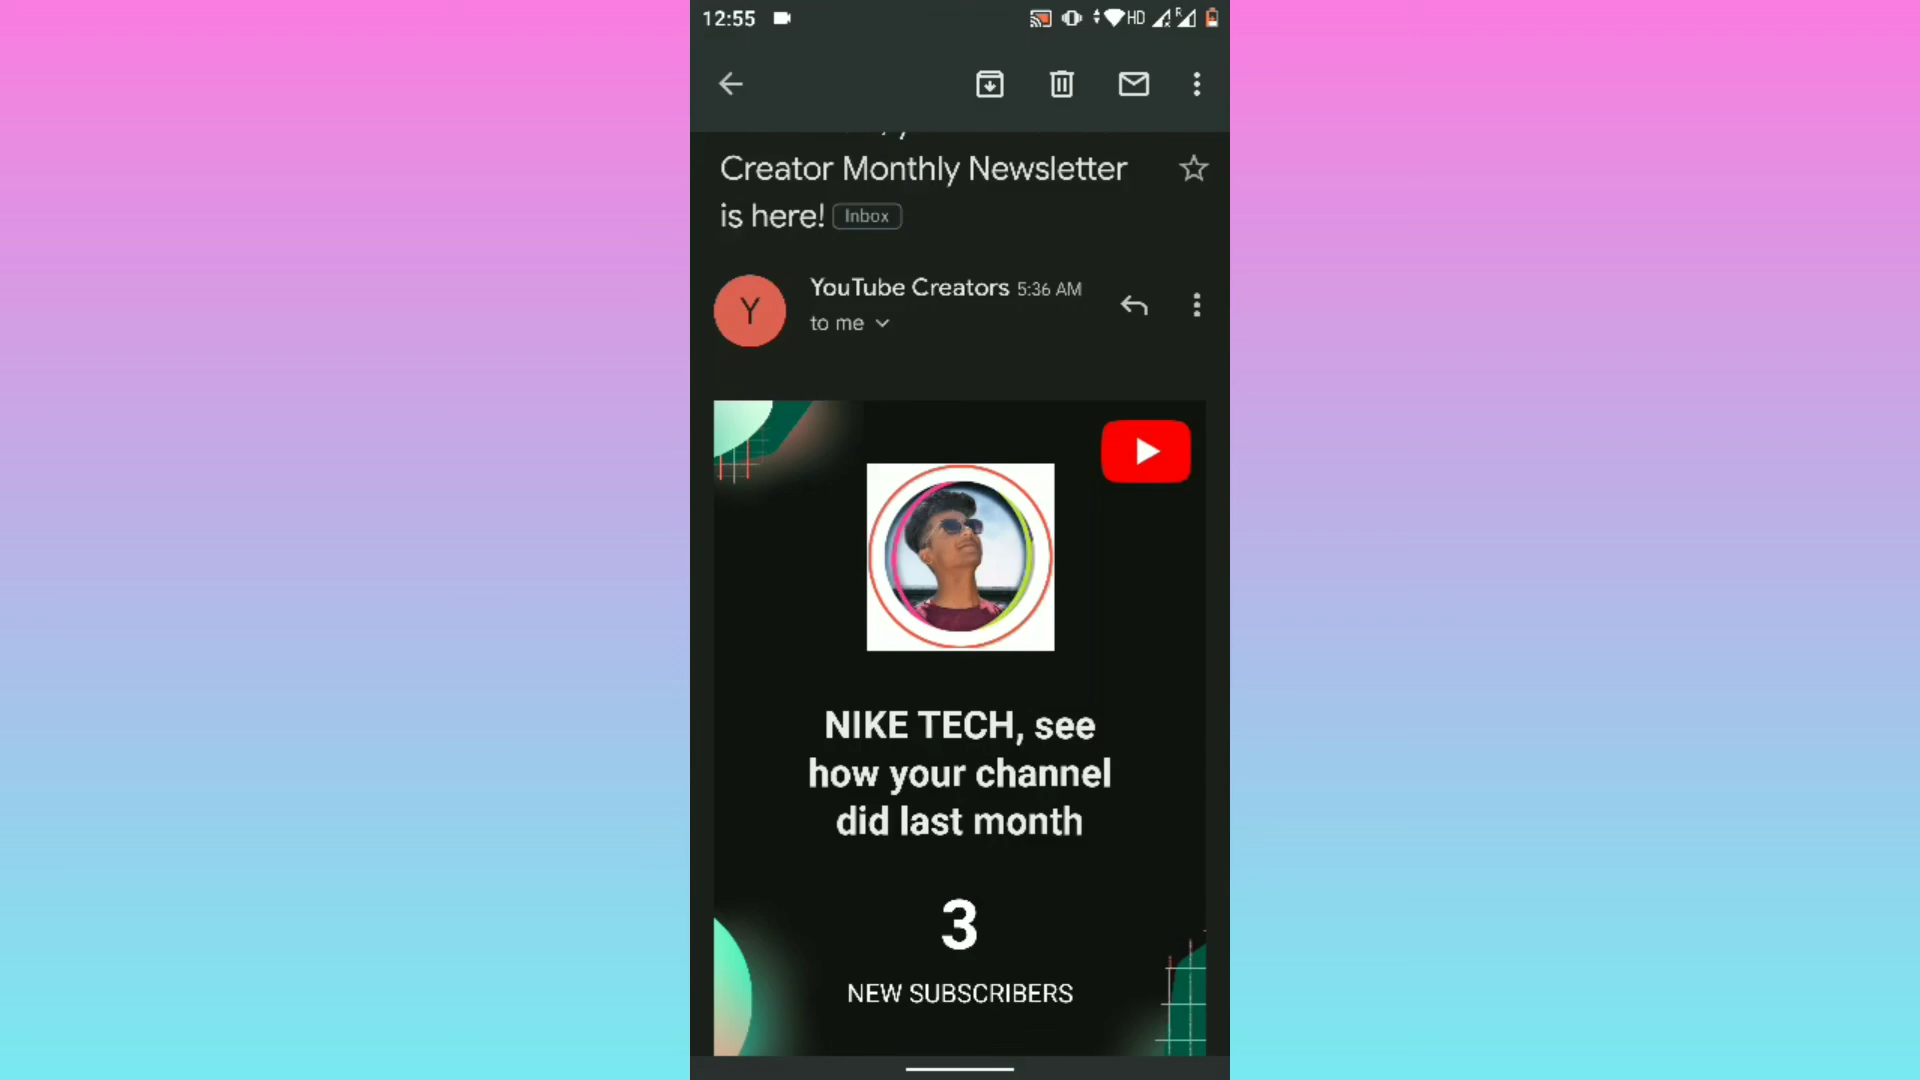 12:55
HD
R
Creator Monthly Newsletter
is here! Inbox
Y
YouTube Creators 5:36 AM
to me
NIKE TECH, see
how your channel
did last month
3
NEW SUBSCRIBERS